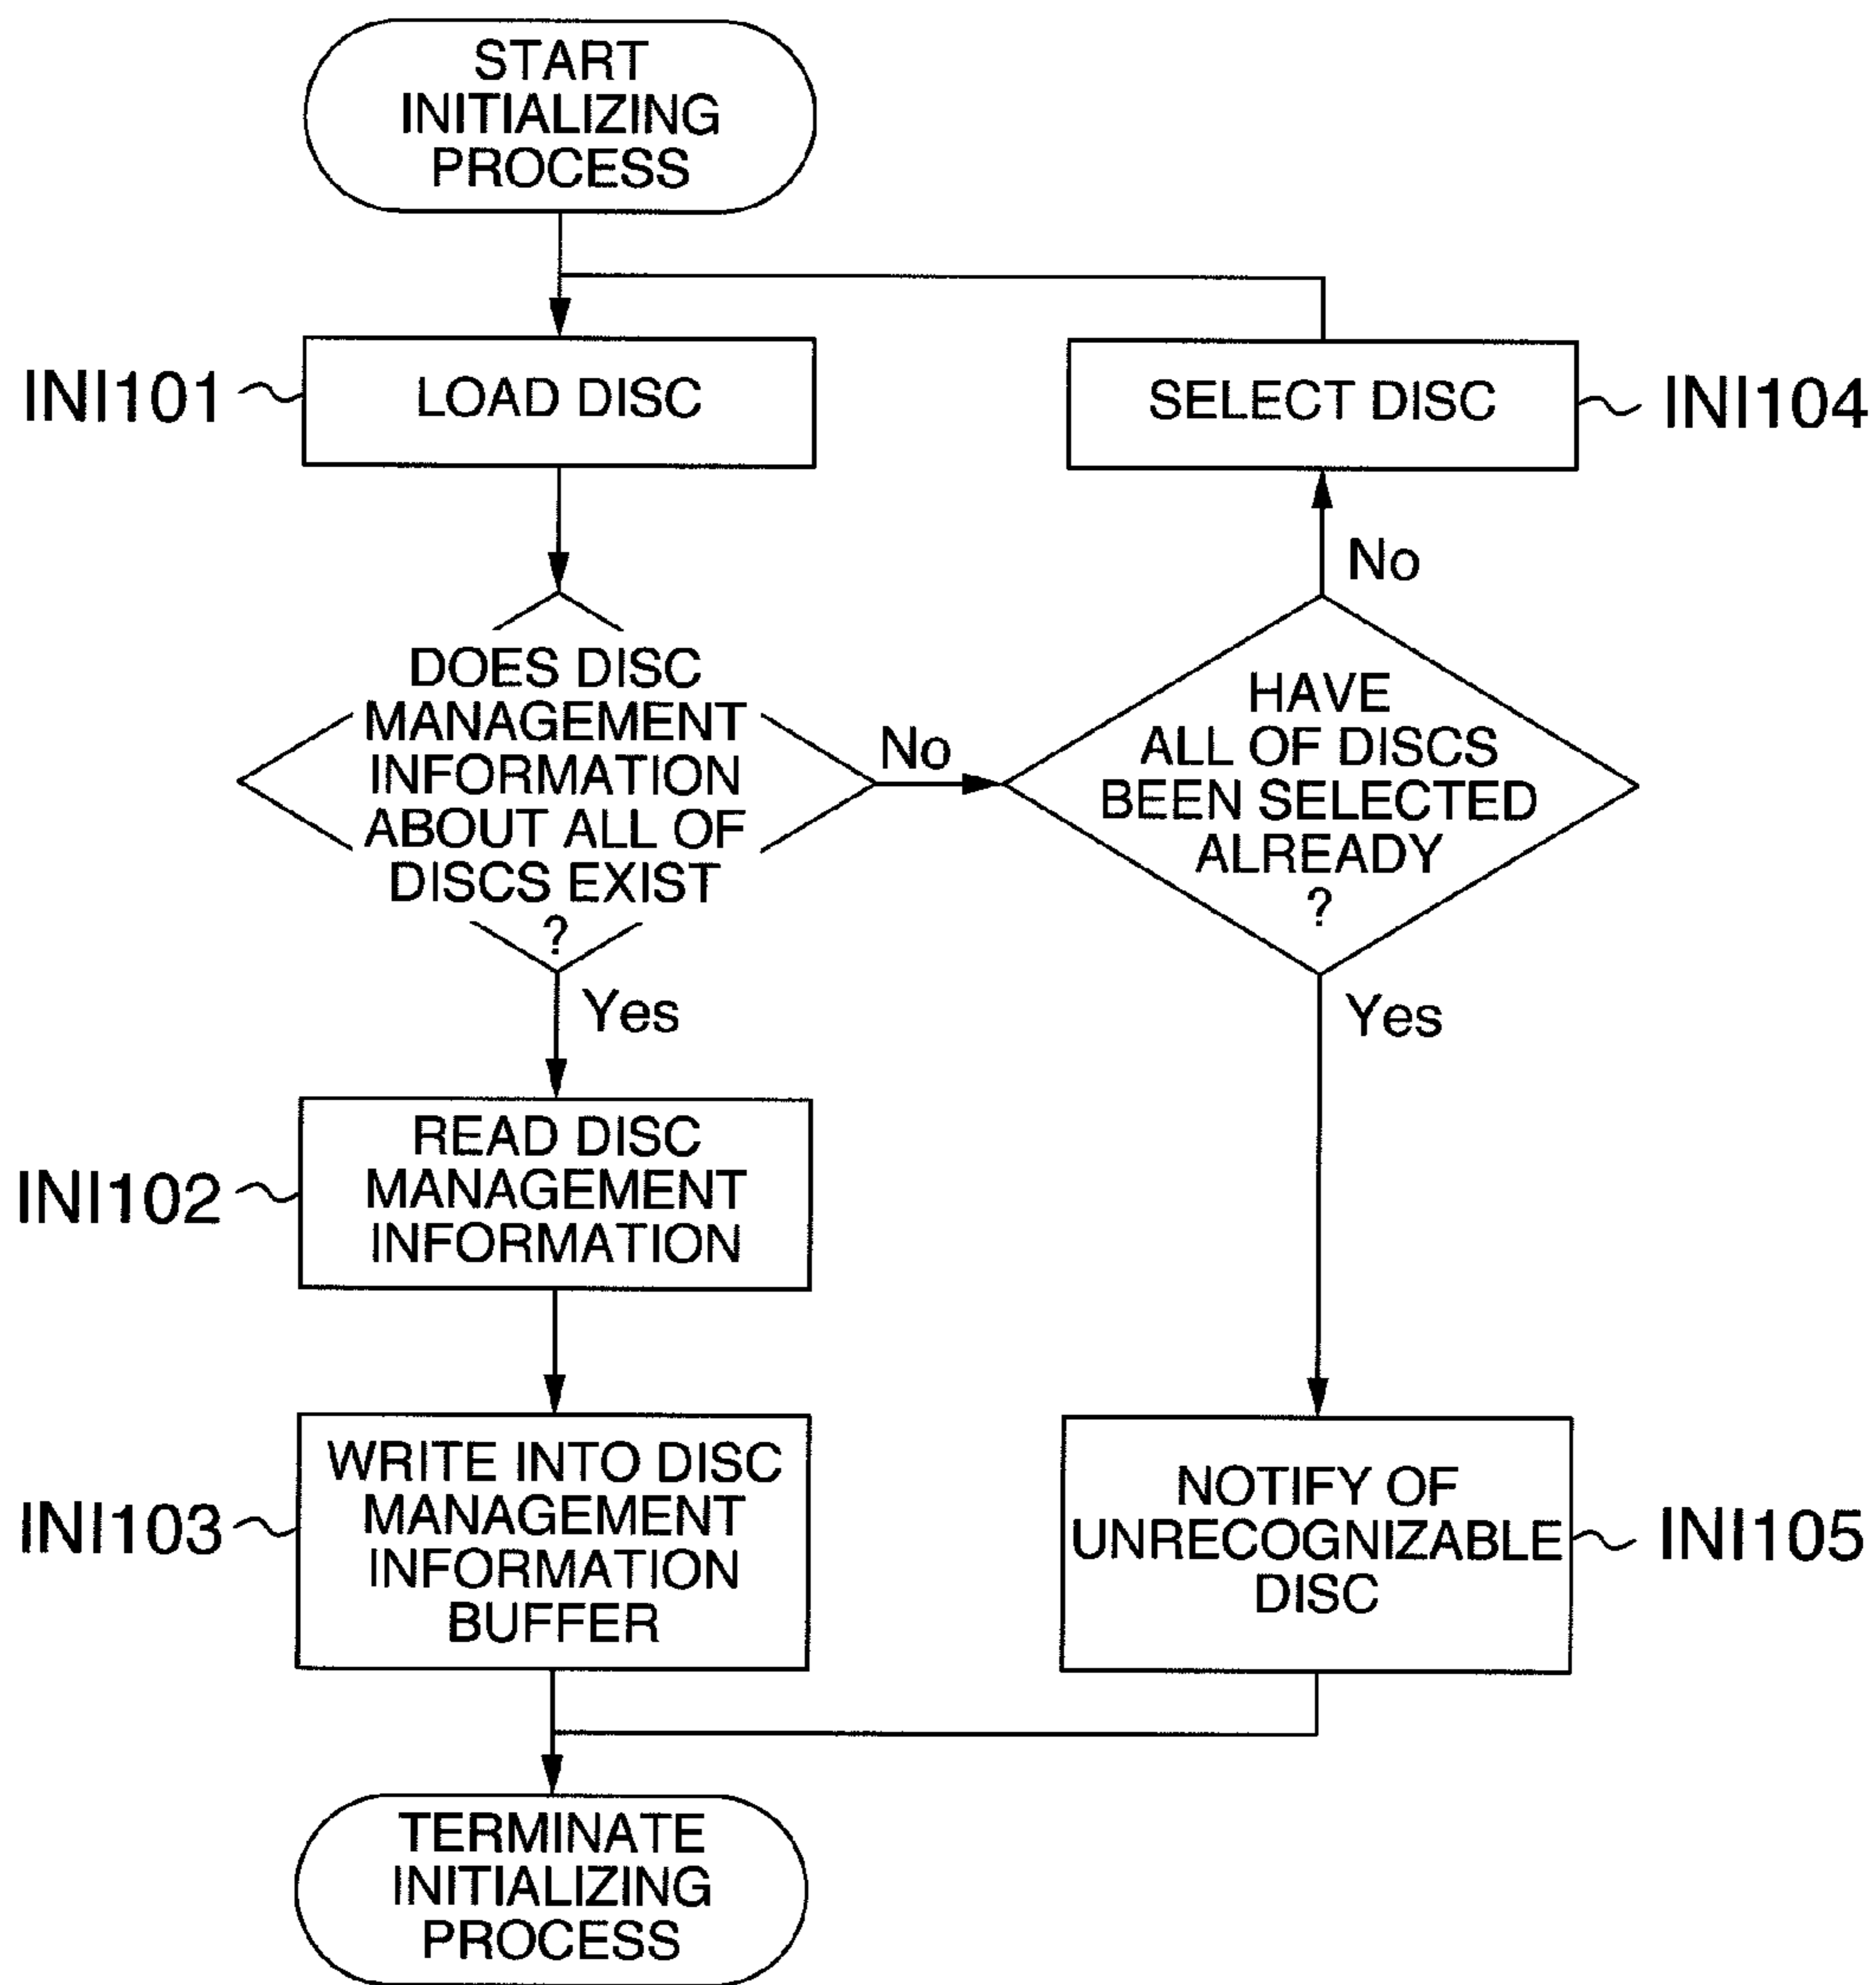 START
INITIALIZING
PROCESS
INI101
LOAD DISC
SELECT DISC
INI104
No
DOES DISC
MANAGEMENT
INFORMATION
ABOUT ALL OF
DISCS EXIST
?
No
HAVE
ALL OF DISCS
BEEN SELECTED
ALREADY
?
Yes
Yes
INI102
READ DISC
MANAGEMENT
INFORMATION
INI103
WRITE INTO DISC
MANAGEMENT
INFORMATION
BUFFER
NOTIFY OF
UNRECOGNIZABLE
DISC
INI105
TERMINATE
INITIALIZING
PROCESS